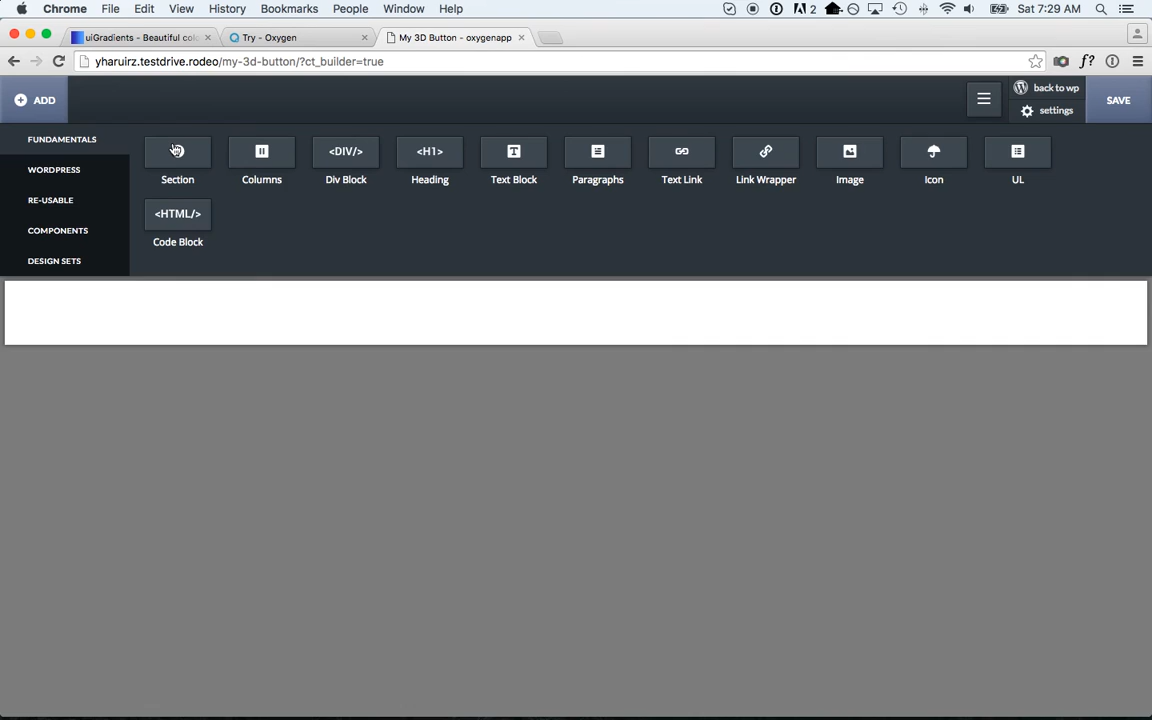 Chrome File Edit View History Bookmarks People Window Help 2 Sat 7:29 AM
uiGradients - Beautiful colo Try - Oxygen My 3D Button - oxygenapp
yharuirz.testdrive.rodeo/my-3d-button/?ct_builder=true f?
ADD back to wp SAVE
settings
FUNDAMENTALS
WORDPRESS
RE-USABLE
COMPONENTS
DESIGN SETS
<DIV/> <H1>
Section Columns Div Block Heading Text Block Paragraphs Text Link Link Wrapper Image Icon UL
<HTML/>
Code Block